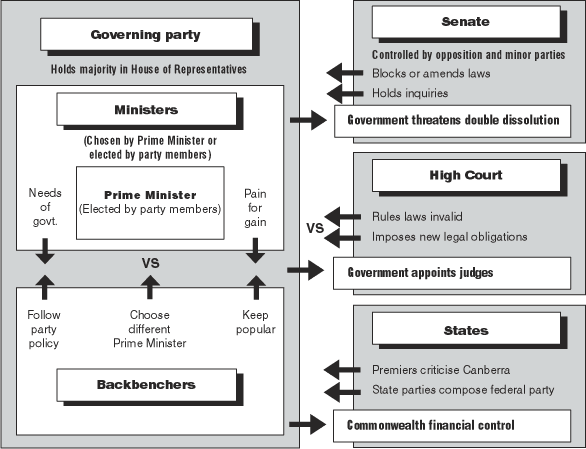 Governing party
Holds majority in House of Representatives
Ministers
(Chosen by Prime Minister or
elected by party members)
Prime Minister
(Elected by party members)
Needs
of
govt.
Pain
for
gain
VS
Follow
party
policy
Choose
different
Prime Minister
Keep
popular
Backbenchers
VS
Senate
Controlled by opposition and minor parties
Blocks or amends laws
Holds inquiries
Government threatens double dissolution
High Court
Rules laws invalid
Imposes new legal obligations
Government appoints judges
States
Premiers criticise Canberra
State parties compose federal party
Commonwealth financial control